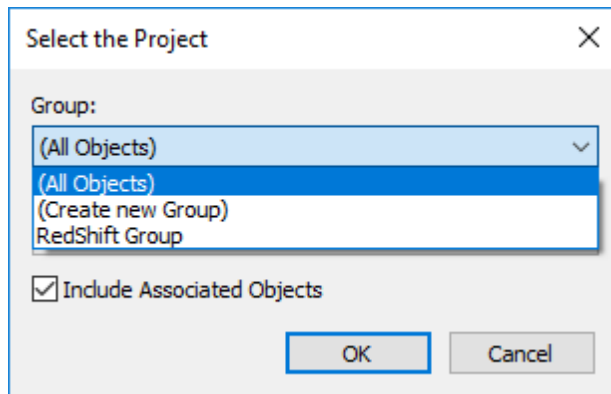 Select the Project
Group:
(All Objects)
(All Objects)
(Create new Group)
RedShift Group
Include Associated Objects
OK
Cancel